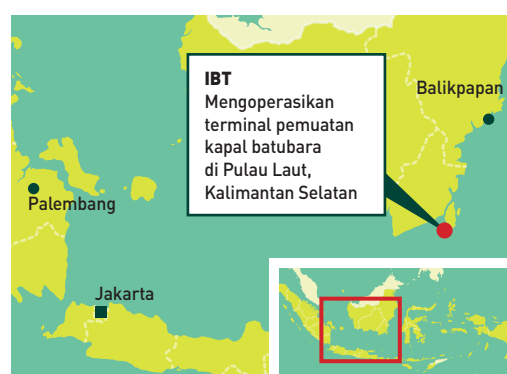 IBT
Mengoperasikan
terminal pemuatan
kapal batubara
di Pulau Laut,
Kalimantan Selatan
Balikpapan
Palembang
Jakarta